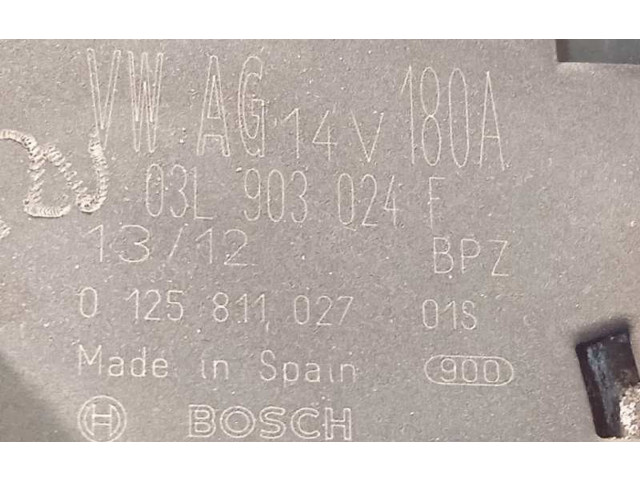 VW AG 14V 180A
03L 903 024 F
13/12 BPZ
0 125 811 027 01S
Made in Spain 900
BOSCH